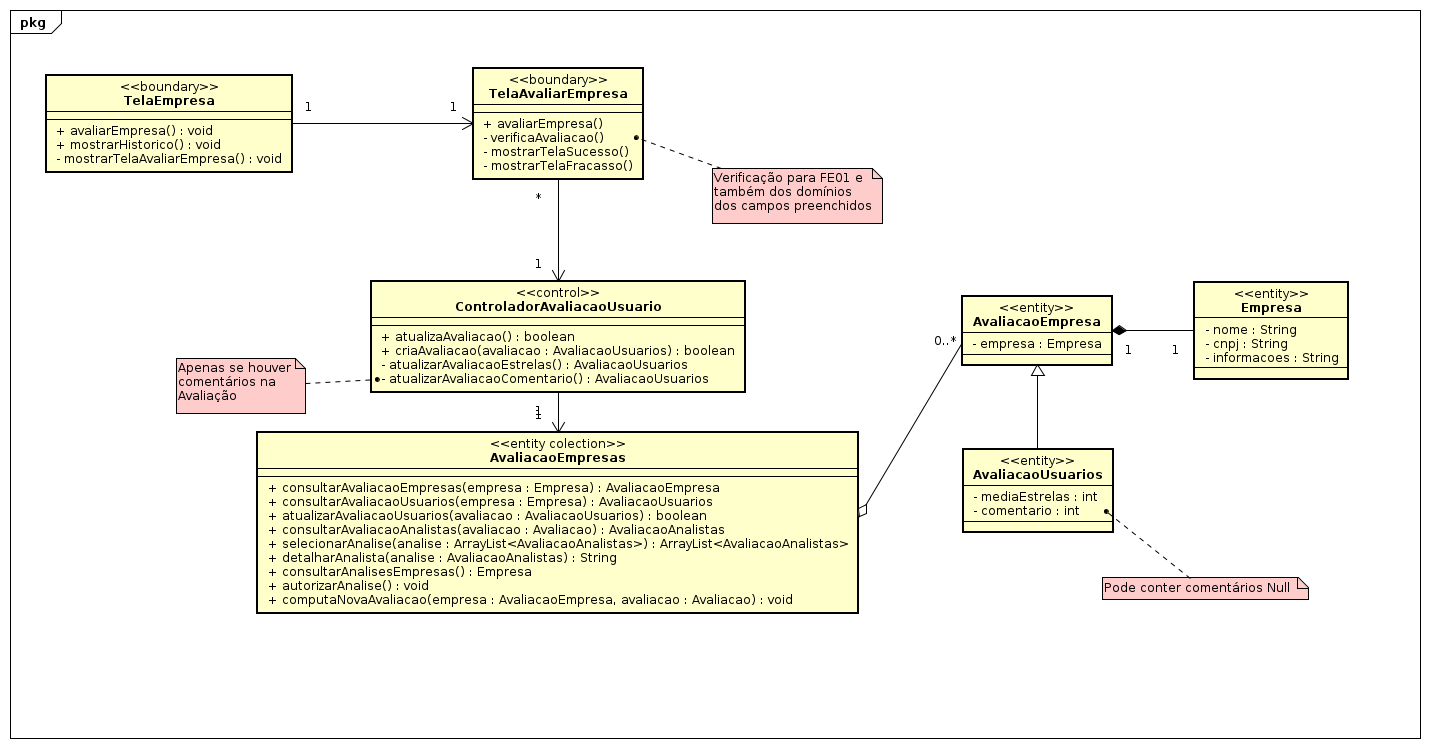 pkg
<<boundary>>
TelaEmpresa
+ avaliarEmpresa() : void
+ mostrarHistorico() : void
- mostrarTelaAvaliarEmpresa() : void
1
1
<<boundary>>
TelaAvaliarEmpresa
+ avaliarEmpresa()
- verificaAvaliacao()
- mostrarTelaSucesso()
- mostrarTelaFracasso()
Verificação para FE01 e
também dos domínios
dos campos preenchidos
*
1
<<control>>
ControladorAvaliacaoUsuario
+ atualizaAvaliacao() : boolean
+ criaAvaliacao(avaliacao : AvaliacaoUsuarios) : boolean
- atualizarAvaliacaoEstrelas() : AvaliacaoUsuarios
- atualizarAvaliacaoComentario() : AvaliacaoUsuarios
Apenas se houver
comentários na
Avaliação
1
1
<<entity colection>>
AvaliacaoEmpresas
+ consultarAvaliacaoEmpresas(empresa : Empresa) : AvaliacaoEmpresa
+ consultarAvaliacaoUsuarios(empresa : Empresa) : AvaliacaoUsuarios
+ atualizarAvaliacaoUsuarios(avaliacao : AvaliacaoUsuarios) : boolean
+ consultarAvaliacaoAnalistas(avaliacao : Avaliacao) : AvaliacaoAnalistas
+ selecionarAnalise(analise : ArrayList<AvaliacaoAnalistas>) : ArrayList<AvaliacaoAnalistas>
+ detalharAnalista(analise : AvaliacaoAnalistas) : String
+ consultarAnalisesEmpresas() : Empresa
+ autorizarAnalise() : void
+ computaNovaAvaliacao(empresa : AvaliacaoEmpresa, avaliacao : Avaliacao) : void
0..*
<<entity>>
AvaliacaoEmpresa
- empresa : Empresa
1
1
<<entity>>
Empresa
- nome : String
- cnpj : String
- informacoes : String
<<entity>>
AvaliacaoUsuarios
- mediaEstrelas : int
- comentario : int
Pode conter comentários Null